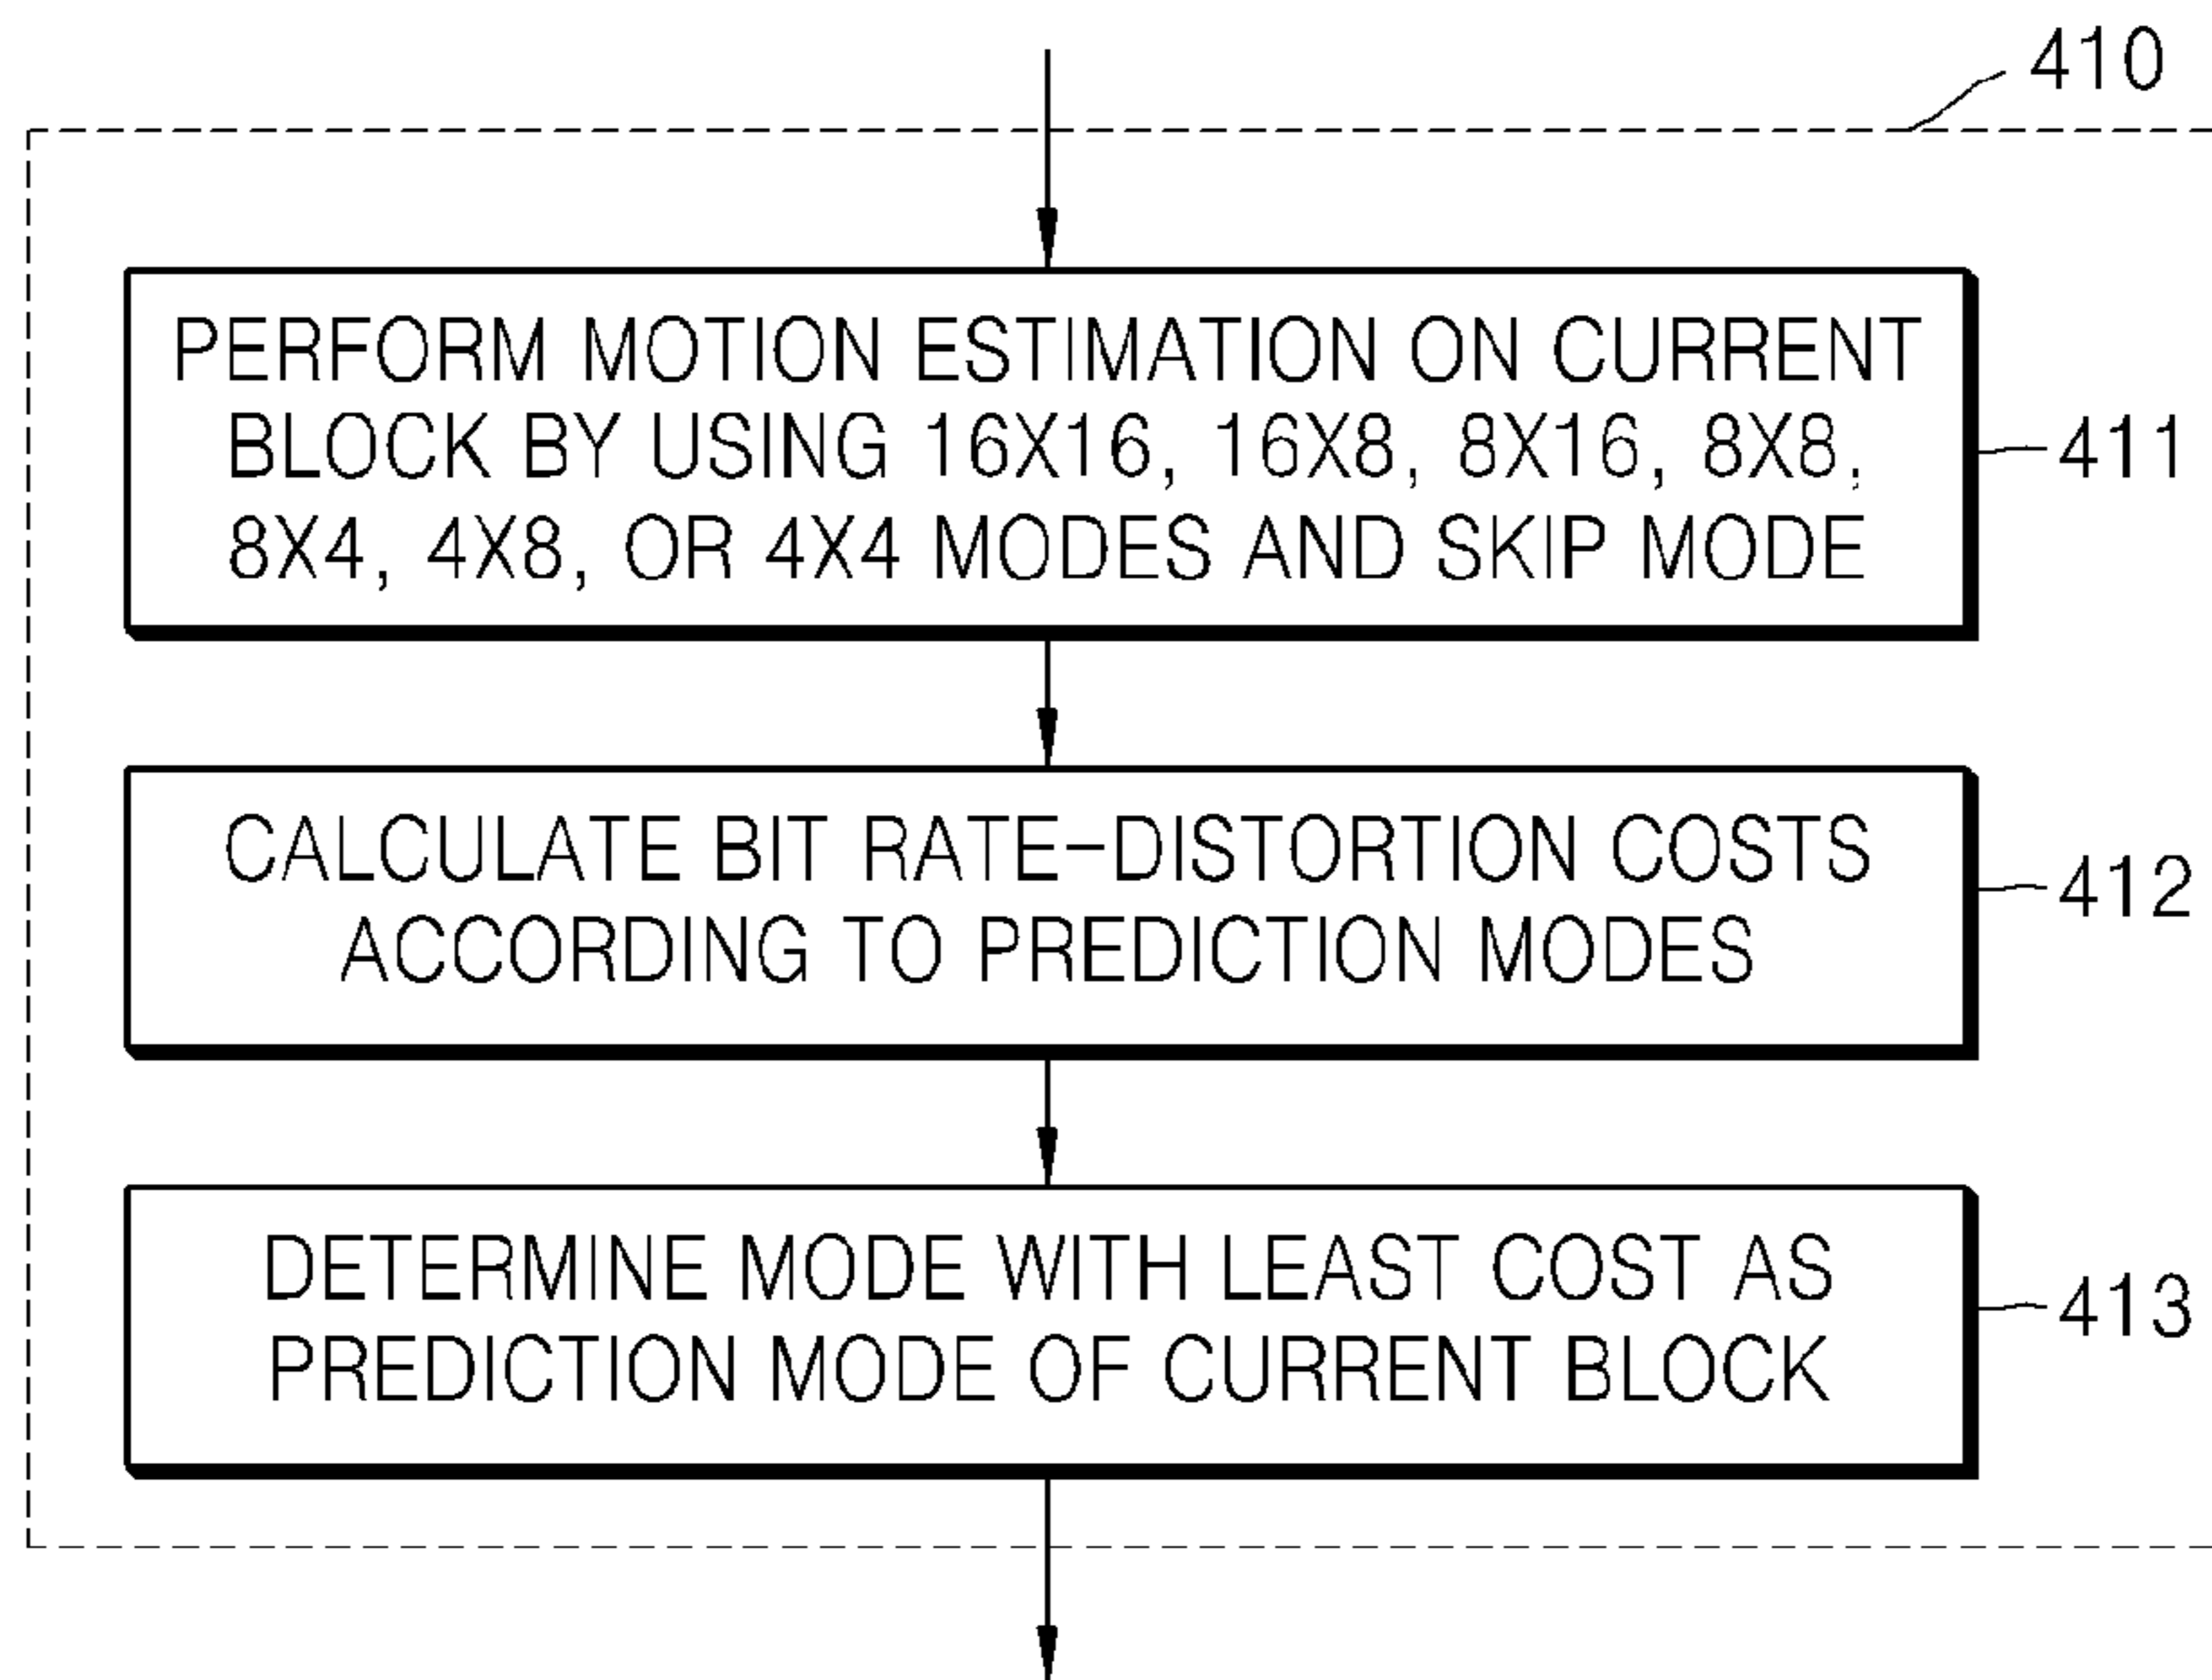 410
PERFORM MOTION ESTIMATION ON CURRENT
BLOCK BY USING 16X16, 16X8, 8X16, 8X8,
8X4, 4X8, OR 4X4 MODES AND SKIP MODE
411
CALCULATE BIT RATE-DISTORTION COSTS
ACCORDING TO PREDICTION MODES
412
DETERMINE MODE WITH LEAST COST AS
PREDICTION MODE OF CURRENT BLOCK
413